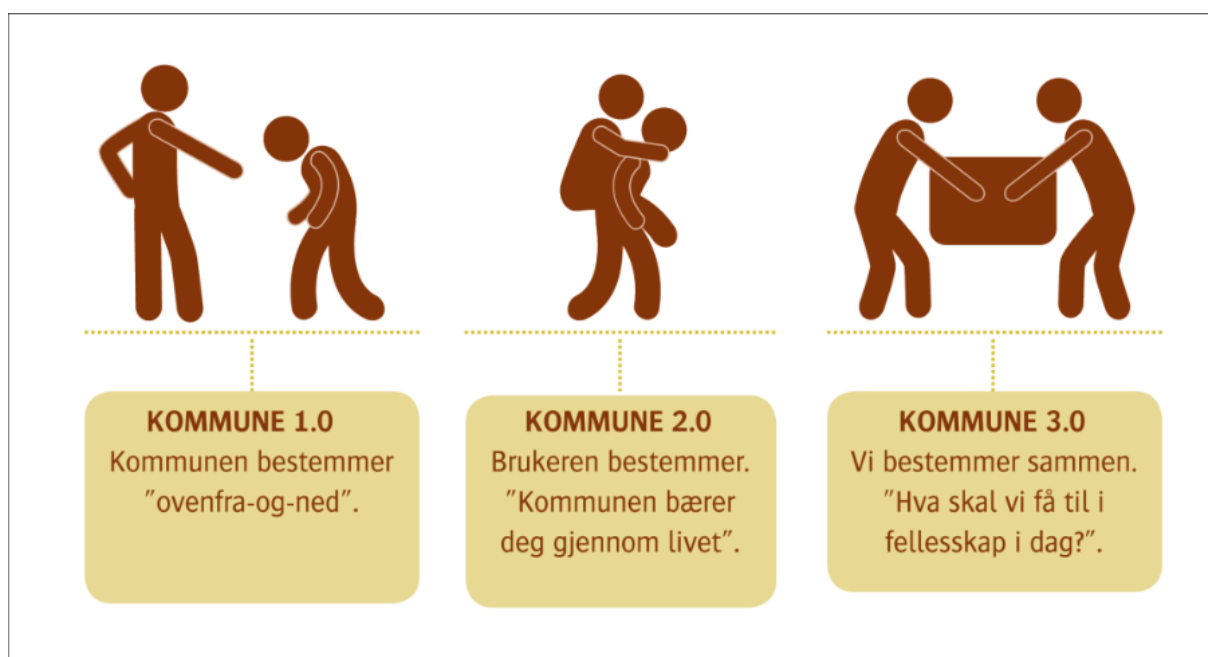 KOMMUNE 1.0
Kommunen bestemmer
”ovenfra-og-ned”.
KOMMUNE 2.0
Brukeren bestemmer.
”Kommunen bærer
deg gjennom livet”.
KOMMUNE 3.0
Vi bestemmer sammen.
”Hva skal vi få til i
fellesskap i dag?”.